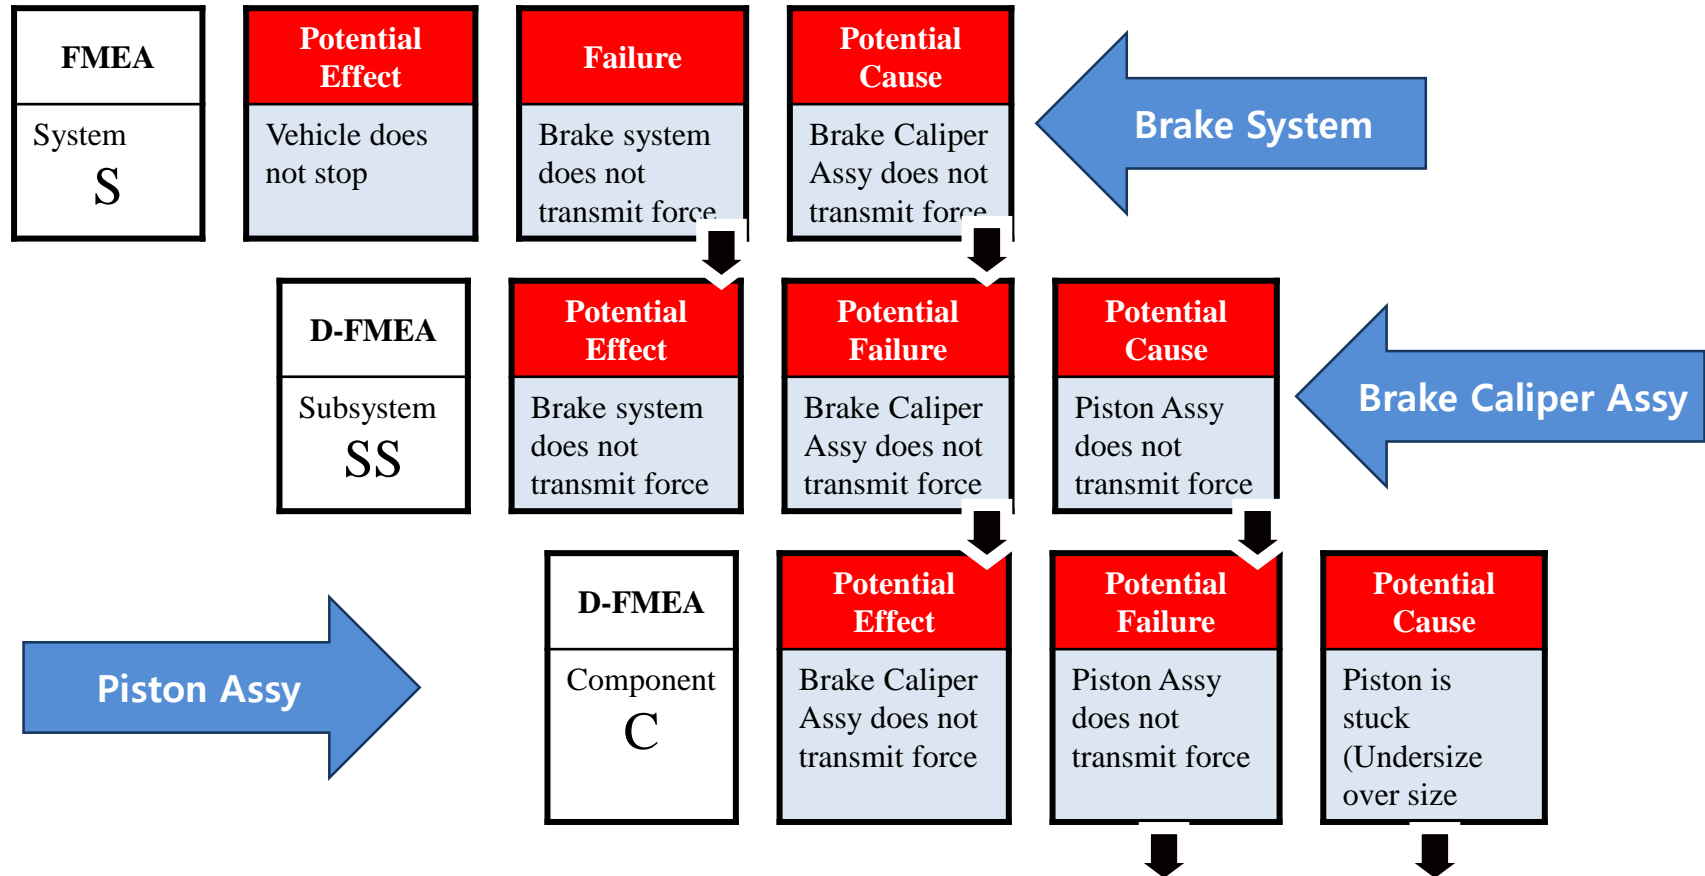 FMEA
System
S
Potential
Effect
Vehicle does
not stop
Failure
Brake system
does not
transmit force
Potential
Cause
Brake Caliper
Assy does not
transmit force
Brake System
D-FMEA
Subsystem
SS
Potential
Effect
Brake system
does not
transmit force
Potential
Failure
Brake Caliper
Assy does not
transmit force
Potential
Cause
Piston Assy
does not
transmit force
Brake Caliper Assy
Piston Assy
D-FMEA
Component
C
Potential
Effect
Brake Caliper
Assy does not
transmit force
Potential
Failure
Piston Assy
does not
transmit force
Potential
Cause
Piston is
stuck
(Undersize
over size